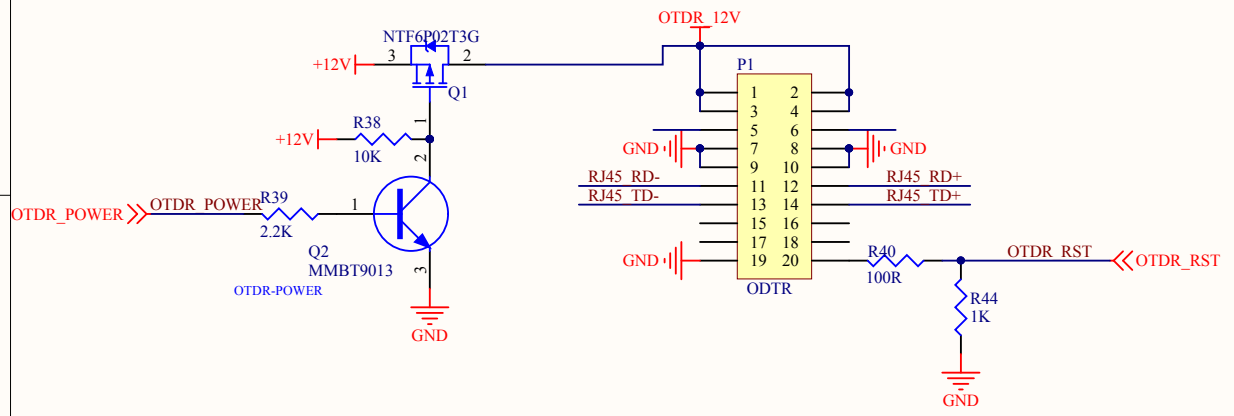 OTDR_12V
NTF6P02T3G
+12V
3
2
Q1
1
R38
+12V
10K
2
OTDR_POWER
OTDR_POWER
R39
2.2K
1
Q2
MMBT9013
3
OTDR-POWER
GND
P1
1 2
3 4
5 6
GND 7 8 GND
9 10
RJ45_RD- 11 12 RJ45_RD+
RJ45_TD- 13 14 RJ45_TD+
15 16
17 18
GND 19 20
ODTR
R40
100R
OTDR_RST
OTDR_RST
R44
1K
GND